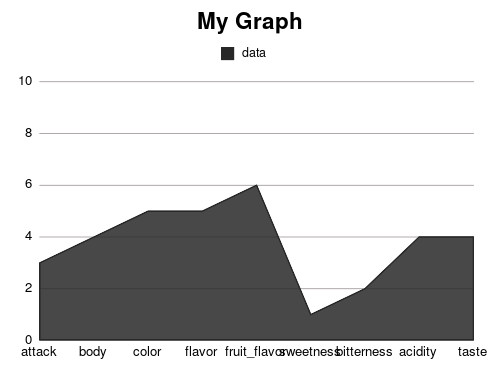 My Graph
data
10
8
6
4
2
0
attack body color flavor fruit_flavor sweetness bitterness acidity taste